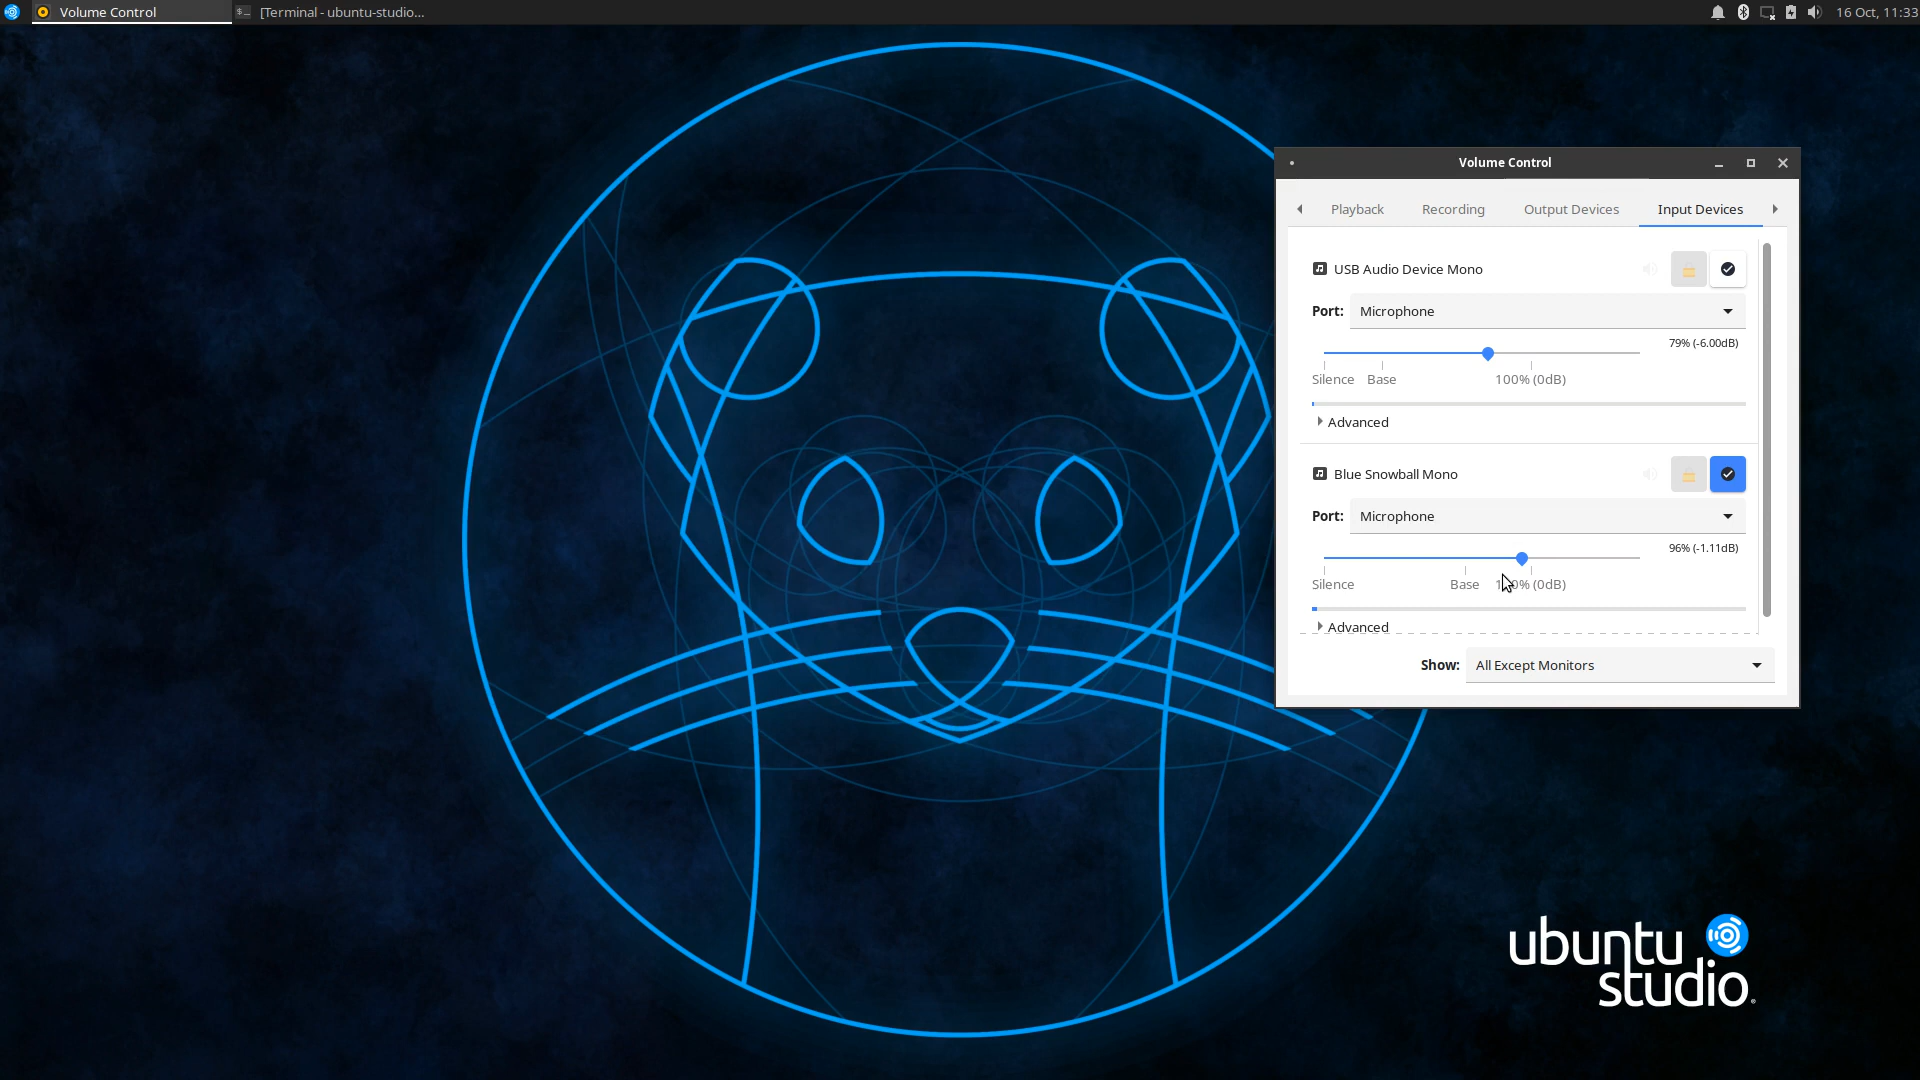 Volume Control
[Terminal - ubuntu-studio...
16 Oct, 11:33
Volume Control
Playback Recording Output Devices Input Devices
USB Audio Device Mono
Port: Microphone
79% (-6.00dB)
Silence Base 100% (0dB)
Advanced
Blue Snowball Mono
Port: Microphone
96% (-1.11dB)
Silence Base 100% (0dB)
Advanced
Show: All Except Monitors
ubuntu
studio